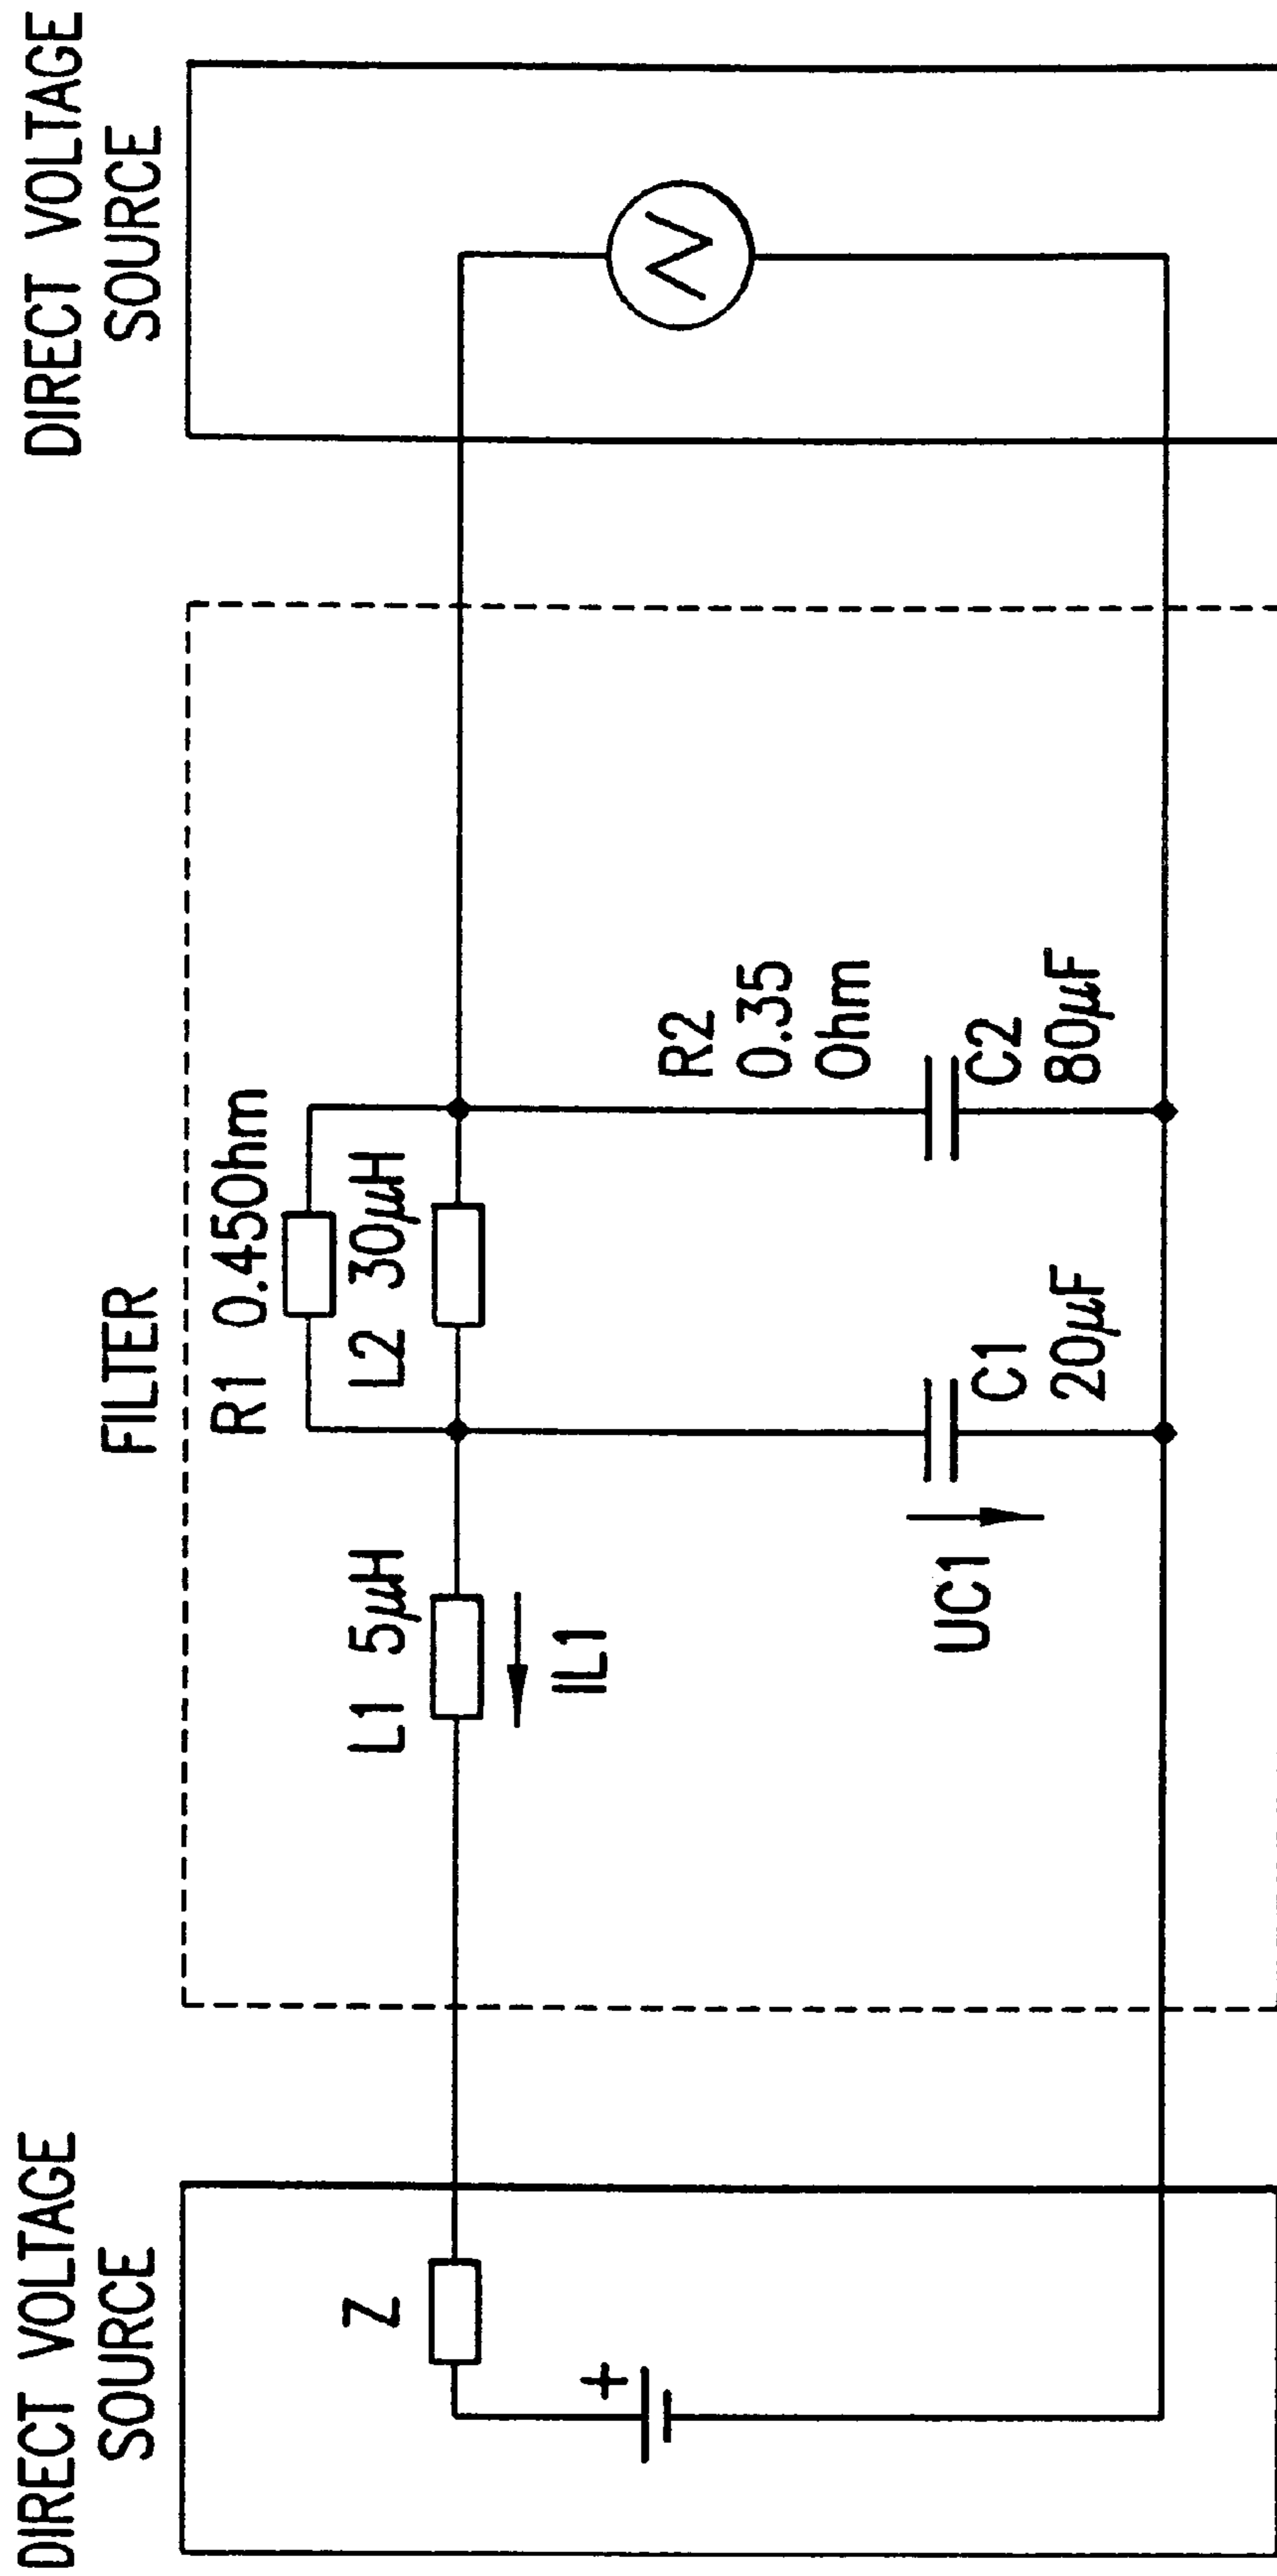 DIRECT VOLTAGE
SOURCE
Z
+
FILTER
R1 0.45Ohm
L1 5µH
L2 30µH
IL1
UC1
C1
20µF
R2
0.35
Ohm
C2
80µF
DIRECT VOLTAGE
SOURCE